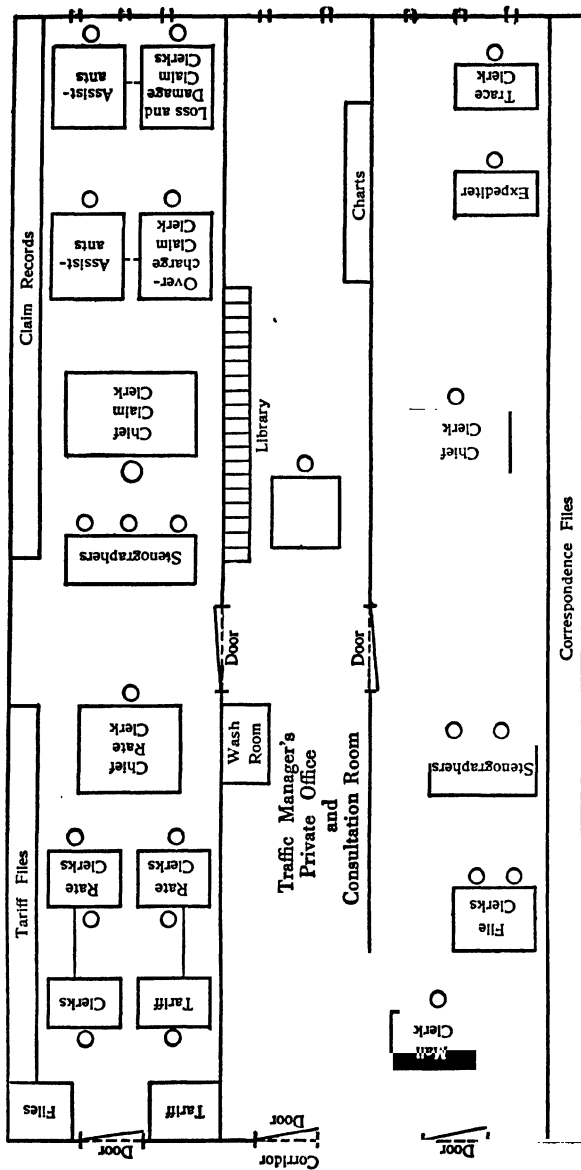 Claim Records
Assist-
ants
Loss and
Damage
Claim
Clerks
Assist-
ants
Over-
charge
Claim
Clerk
Chief
Claim
Clerk
Stenographers
Library
Charts
Trace
Clerk
Expediter
Chief
Clerk
Correspondence Files
Door
Door
Tariff Files
Chief
Rate
Clerk
Wash
Room
Traffic Manager's
Private Office
and
Consultation Room
Stenographers
Rate
Clerks
Rate
Clerks
File
Clerks
Clerks
Tariff
Mail
Clerk
Files
Tariff
Door
Door
Corridor
Door